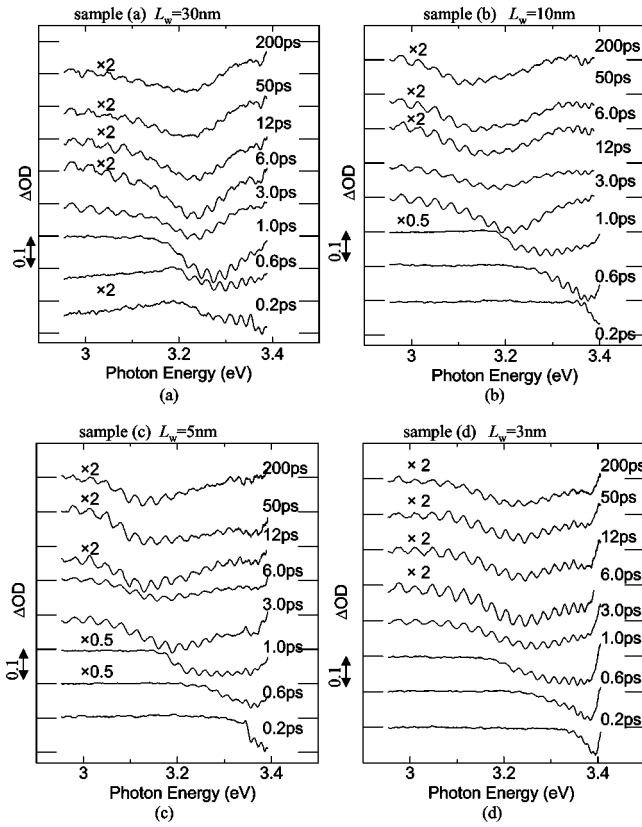 sample (a) Lw=30nm
200ps
×2
50ps
×2
12ps
×2
6.0ps
×2
3.0ps
1.0ps
0.6ps
×2
0.2ps
ΔOD
0.1
3 3.2 3.4
Photon Energy (eV)
(a)
sample (b) Lw=10nm
200ps
×2
50ps
×2
6.0ps
×2
12ps
3.0ps
1.0ps
×0.5
0.6ps
0.2ps
ΔOD
0.1
3 3.2 3.4
Photon Energy (eV)
(b)
sample (c) Lw=5nm
×2
200ps
×2
50ps
12ps
×2
6.0ps
3.0ps
×0.5
1.0ps
×0.5
0.6ps
0.2ps
ΔOD
0.1
3 3.2 3.4
Photon Energy (eV)
(c)
sample (d) Lw=3nm
× 2
200ps
50ps
× 2
12ps
× 2
6.0ps
× 2
3.0ps
1.0ps
0.6ps
0.2ps
ΔOD
0.1
3 3.2 3.4
Photon Energy (eV)
(d)